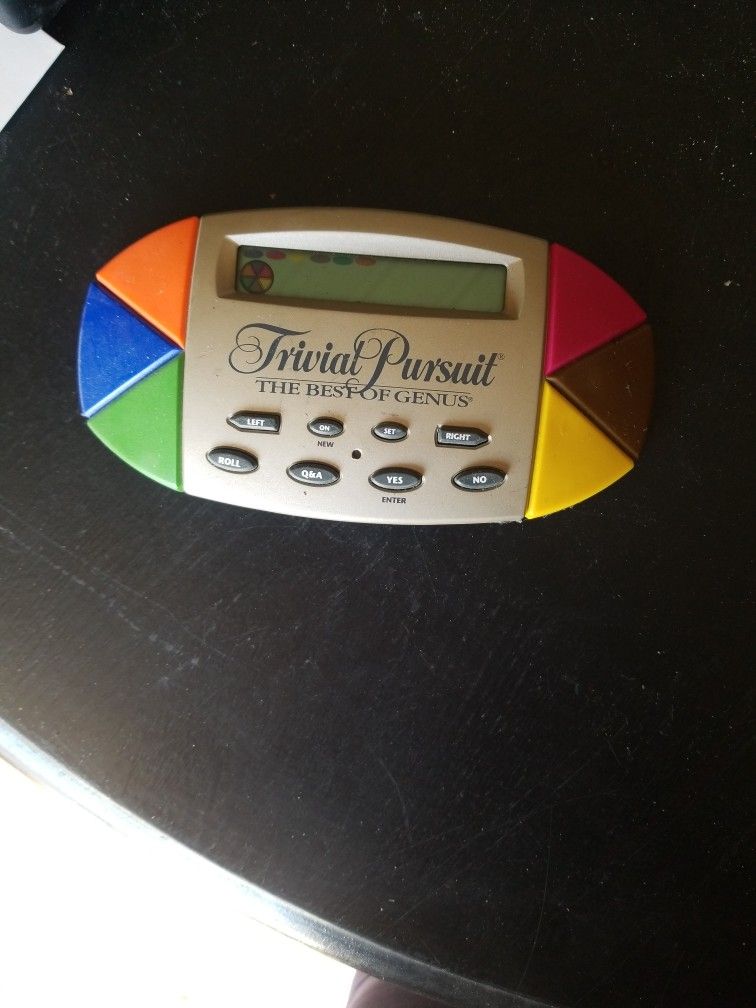 Trivial Pursuit®
THE BEST OF GENUS®
LEFT ON SET RIGHT
NEW
ROLL Q&A YES NO
ENTER